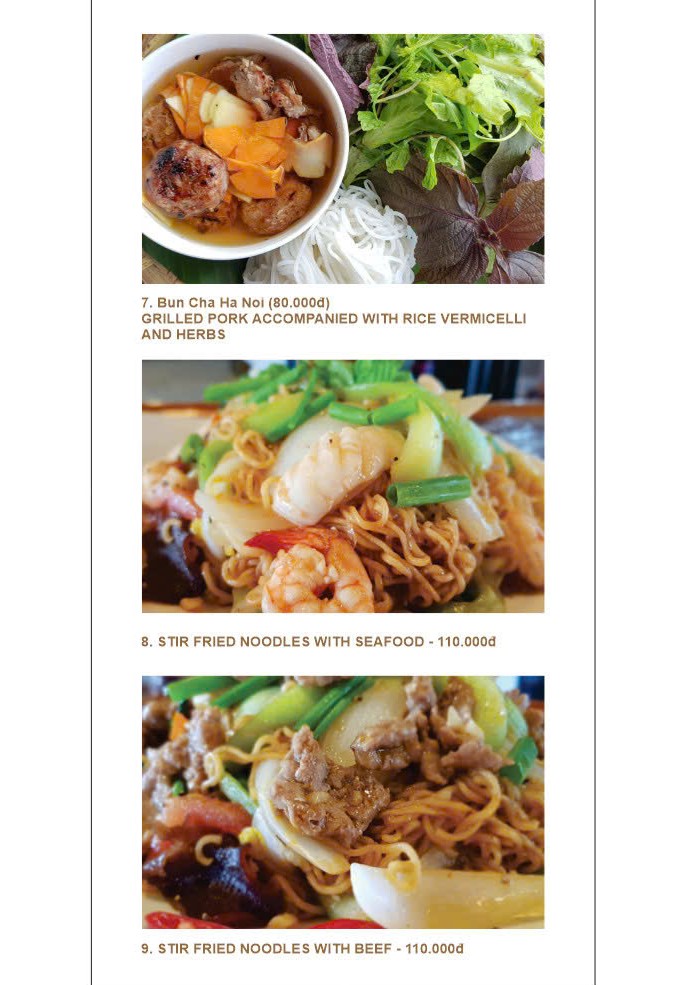 7. Bun Cha Ha Noi (80.000đ)
GRILLED PORK ACCOMPANIED WITH RICE VERMICELLI
AND HERBS
8. STIR FRIED NOODLES WITH SEAFOOD - 110.000đ
9. STIR FRIED NOODLES WITH BEEF - 110.000đ